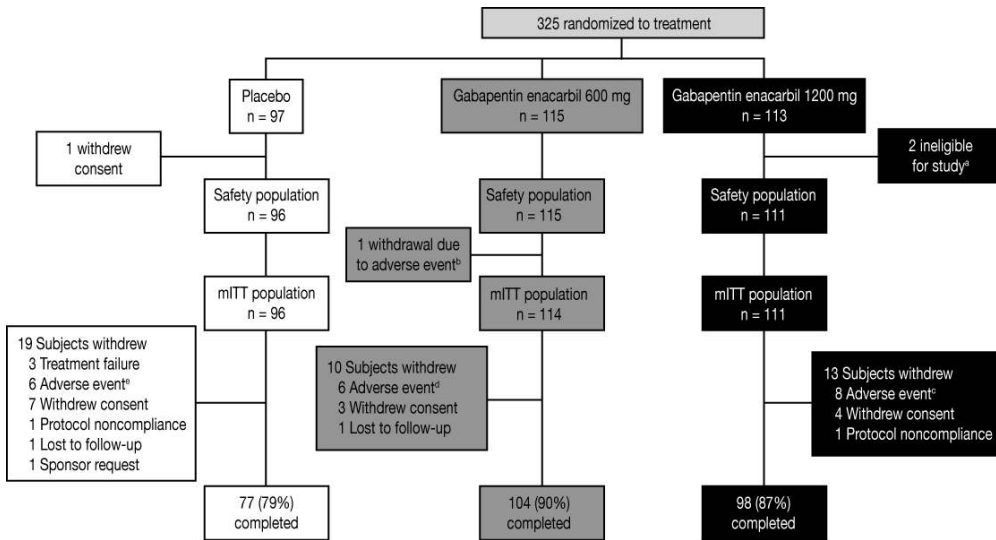 325 randomized to treatment
Placebo
n = 97
Gabapentin enacarbil 600 mg
n = 115
Gabapentin enacarbil 1200 mg
n = 113
1 withdrew
consent
2 ineligible
for studyᵃ
Safety population
n = 96
Safety population
n = 115
Safety population
n = 111
1 withdrawal due
to adverse eventᵇ
mITT population
n = 96
mITT population
n = 114
mITT population
n = 111
19 Subjects withdrew
3 Treatment failure
6 Adverse eventᵉ
7 Withdrew consent
1 Protocol noncompliance
1 Lost to follow-up
1 Sponsor request
10 Subjects withdrew
6 Adverse eventᵈ
3 Withdrew consent
1 Lost to follow-up
13 Subjects withdrew
8 Adverse eventᶜ
4 Withdrew consent
1 Protocol noncompliance
77 (79%)
completed
104 (90%)
completed
98 (87%)
completed